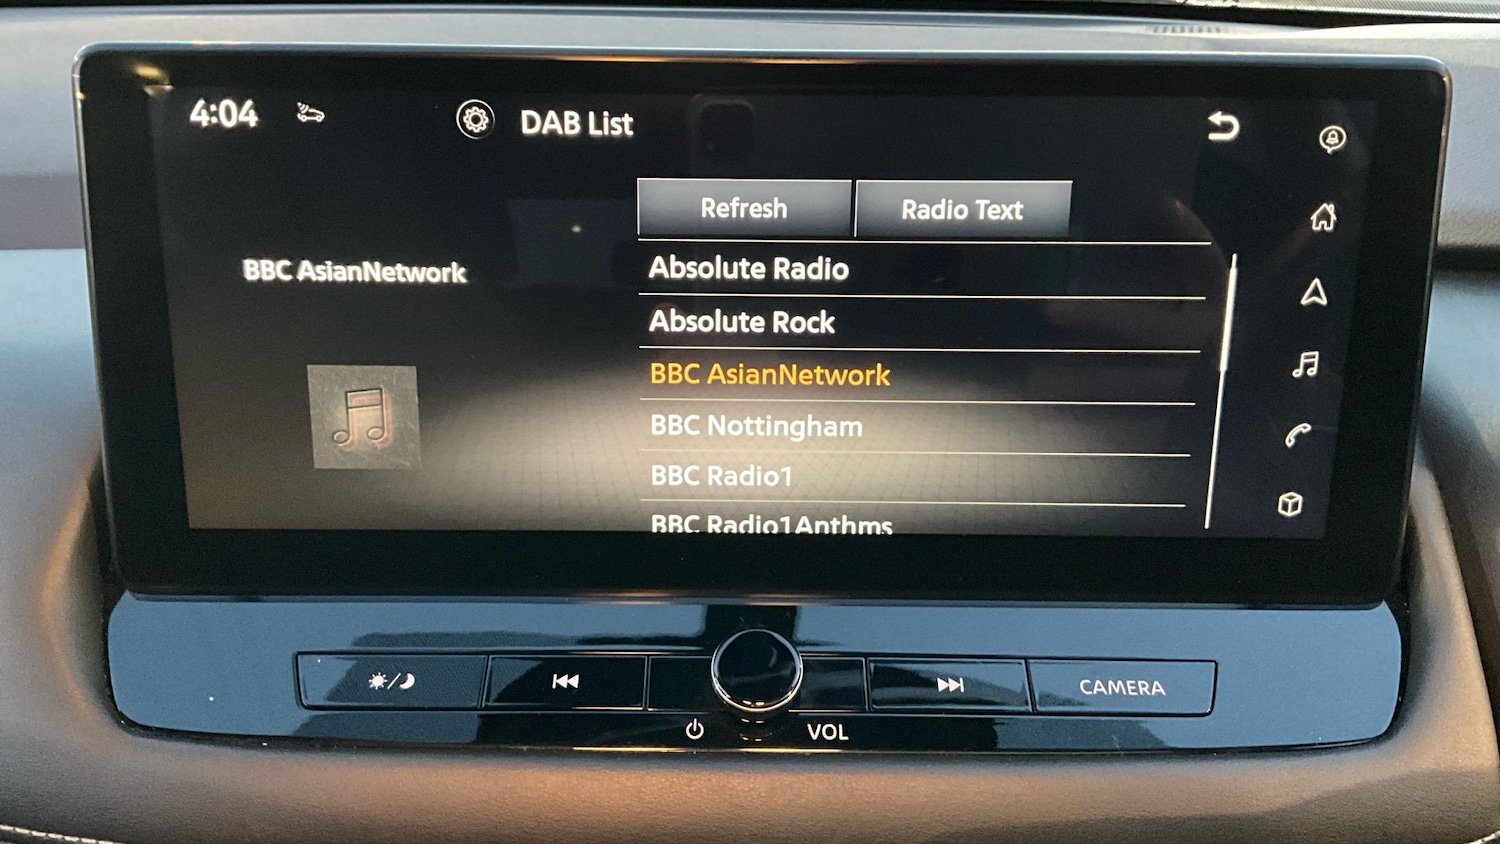 4:04
DAB List
Refresh
Radio Text
BBC AsianNetwork
Absolute Radio
Absolute Rock
BBC AsianNetwork
BBC Nottingham
BBC Radio1
BBC Radio1Anthms
CAMERA
VOL